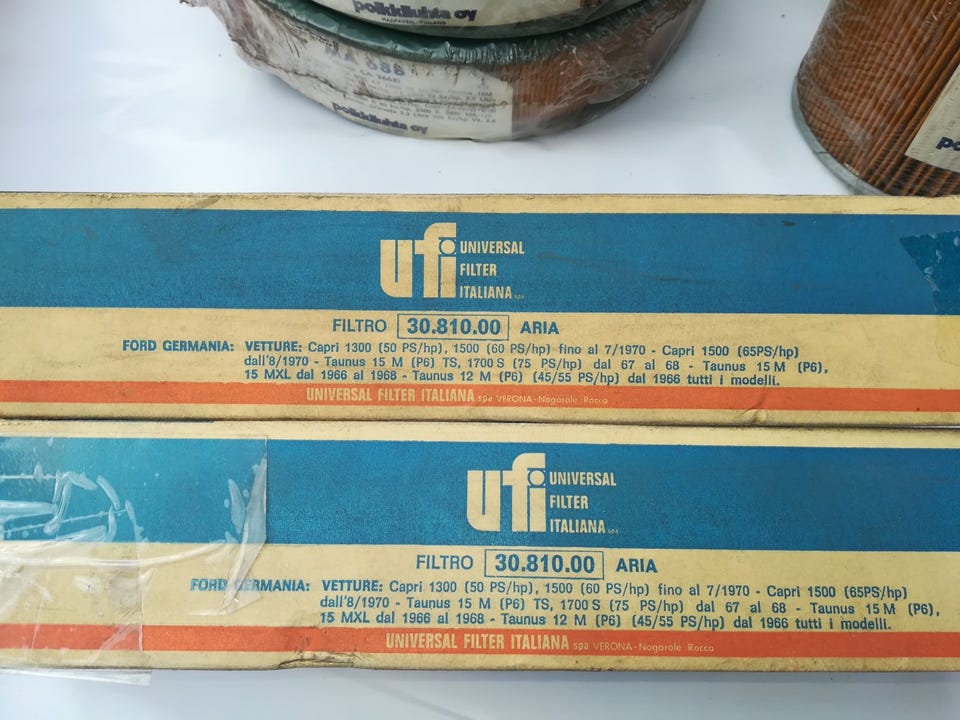 polkkiluhta oy
HAAPAVESI FINLAND
polkkiluhta oy
ufi UNIVERSAL
FILTER
ITALIANA spa
FILTRO 30.810.00 ARIA
FORD GERMANIA: VETTURE: Capri 1300 (50 PS/hp), 1500 (60 PS/hp) fino al 7/1970 - Capri 1500 (65PS/hp)
dall'8/1970 - Taunus 15 M (P6) TS, 1700 S (75 PS/hp) dal 67 al 68 - Taunus 15 M (P6),
15 MXL dal 1966 al 1968 - Taunus 12 M (P6) (45/55 PS/hp) dal 1966 tutti i modelli.
UNIVERSAL FILTER ITALIANA spa VERONA - Nogarole Rocca
ufi UNIVERSAL
FILTER
ITALIANA spa
FILTRO 30.810.00 ARIA
FORD GERMANIA: VETTURE: Capri 1300 (50 PS/hp), 1500 (60 PS/hp) fino al 7/1970 - Capri 1500 (65PS/hp)
dall'8/1970 - Taunus 15 M (P6) TS, 1700 S (75 PS/hp) dal 67 al 68 - Taunus 15 M (P6),
15 MXL dal 1966 al 1968 - Taunus 12 M (P6) (45/55 PS/hp) dal 1966 tutti i modelli.
UNIVERSAL FILTER ITALIANA spa VERONA - Nogarole Rocca